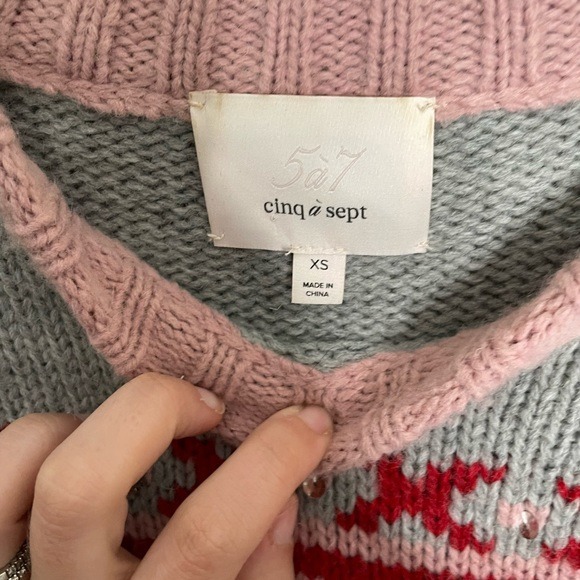 5à7
cinq à sept
XS
MADE IN
CHINA